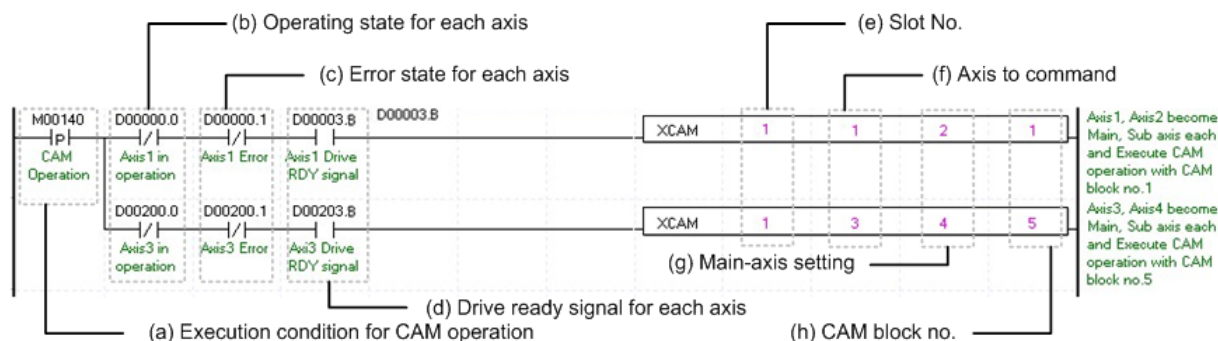 (b) Operating state for each axis
(e) Slot No.
(c) Error state for each axis
(f) Axis to command
M00140
D00000.0
D00000.1
D00003.B
D00003.B
P
XCAM 1 1 2 1
CAM
Operation
Axis1 in
operation
Axis1 Error
Axis1 Drive
RDY signal
Axis1, Axis2 become
Main, Sub axis each
and Execute CAM
operation with CAM
block no.1
D00200.0
D00200.1
D00203.B
XCAM 1 3 4 5
Axis3 in
operation
Axis3 Error
Axi3 Drive
RDY signal
Axis3, Axis4 become
Main, Sub axis each
and Execute CAM
operation with CAM
block no.5
(g) Main-axis setting
(d) Drive ready signal for each axis
(a) Execution condition for CAM operation
(h) CAM block no.